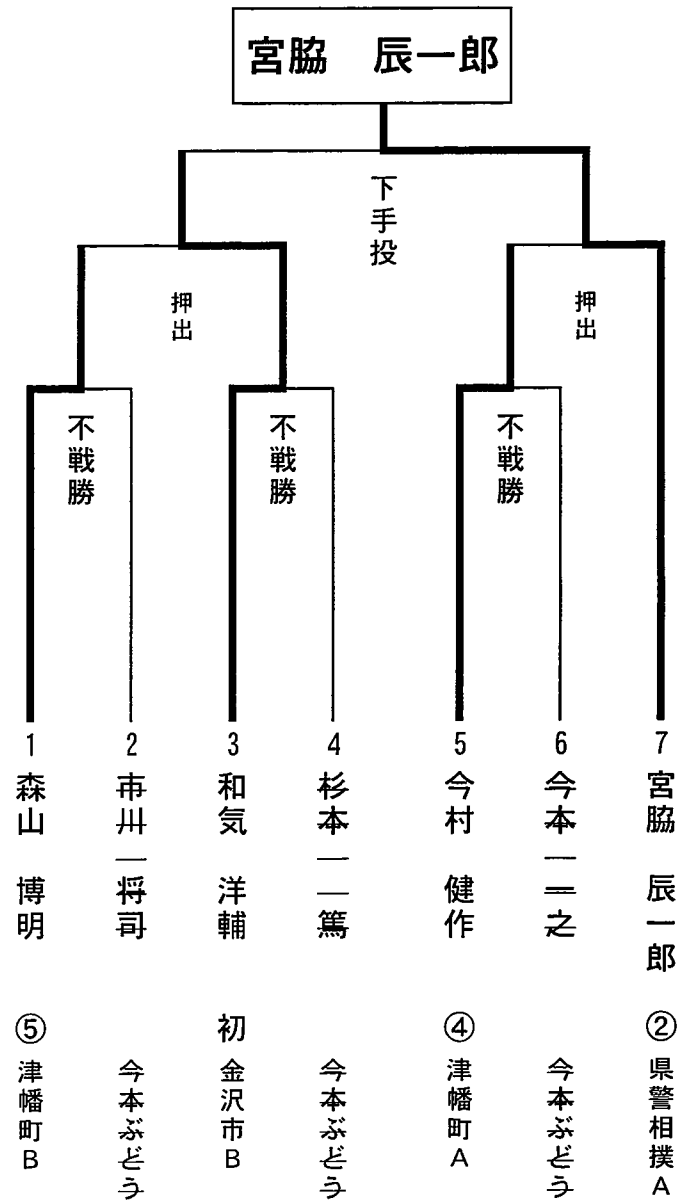 宮脇 辰一郎
下手投
押出
押出
不戦勝
不戦勝
不戦勝
1
森山 博明
⑤
津幡町B
2
市川 将司
今本ぶどう
3
和気 洋輔
初
金沢市B
4
杉本 篤
今本ぶどう
5
今村 健作
④
津幡町A
6
今本 一之
今本ぶどう
7
宮脇 辰一郎
②
県警相撲A